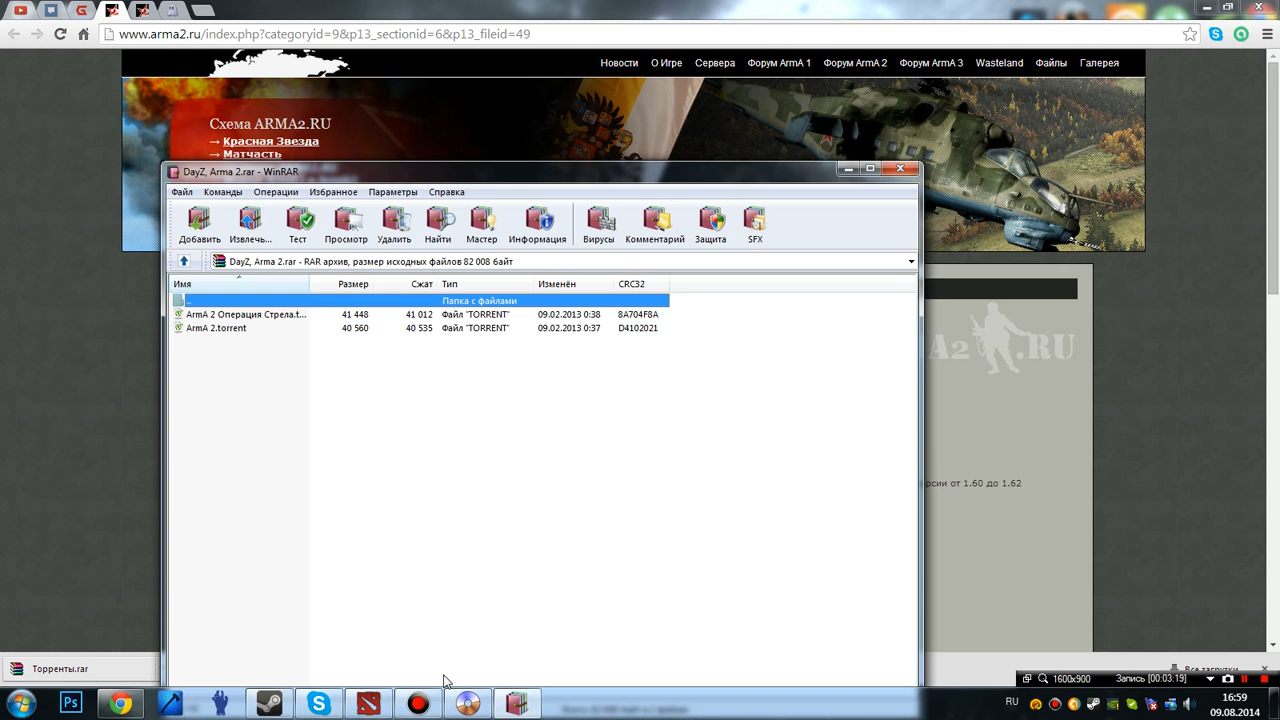 www.arma2.ru/index.php?categoryid=9&p13_sectionid=6&p13_fileid=49
Новости О Игре Сервера Форум ArmA 1 Форум ArmA 2 Форум ArmA 3 Wasteland Файлы Галерея
Схема ARMA2.RU
→ Красная Звезда
→ Матчасть
DayZ, Arma 2.rar - WinRAR
Файл Команды Операции Избранное Параметры Справка
Добавить Извлечь... Тест Просмотр Удалить Найти Мастер Информация Вирусы Комментарий Защита SFX
DayZ, Arma 2.rar - RAR архив, размер исходных файлов 82 008 байт
Имя Размер Сжат Тип Изменён CRC32
.. Папка с файлами
ArmA 2 Операция Стрела.t... 41 448 41 012 Файл "TORRENT" 09.02.2013 0:38 8A704F8A
ArmA 2.torrent 40 560 40 535 Файл "TORRENT" 09.02.2013 0:37 D4102021
A2 .RU
рсии от 1.60 до 1.62
Торренты.rar
Все загрузки
1600x900 Запись [00:03:19]
Ps
RU
16:59
09.08.2014